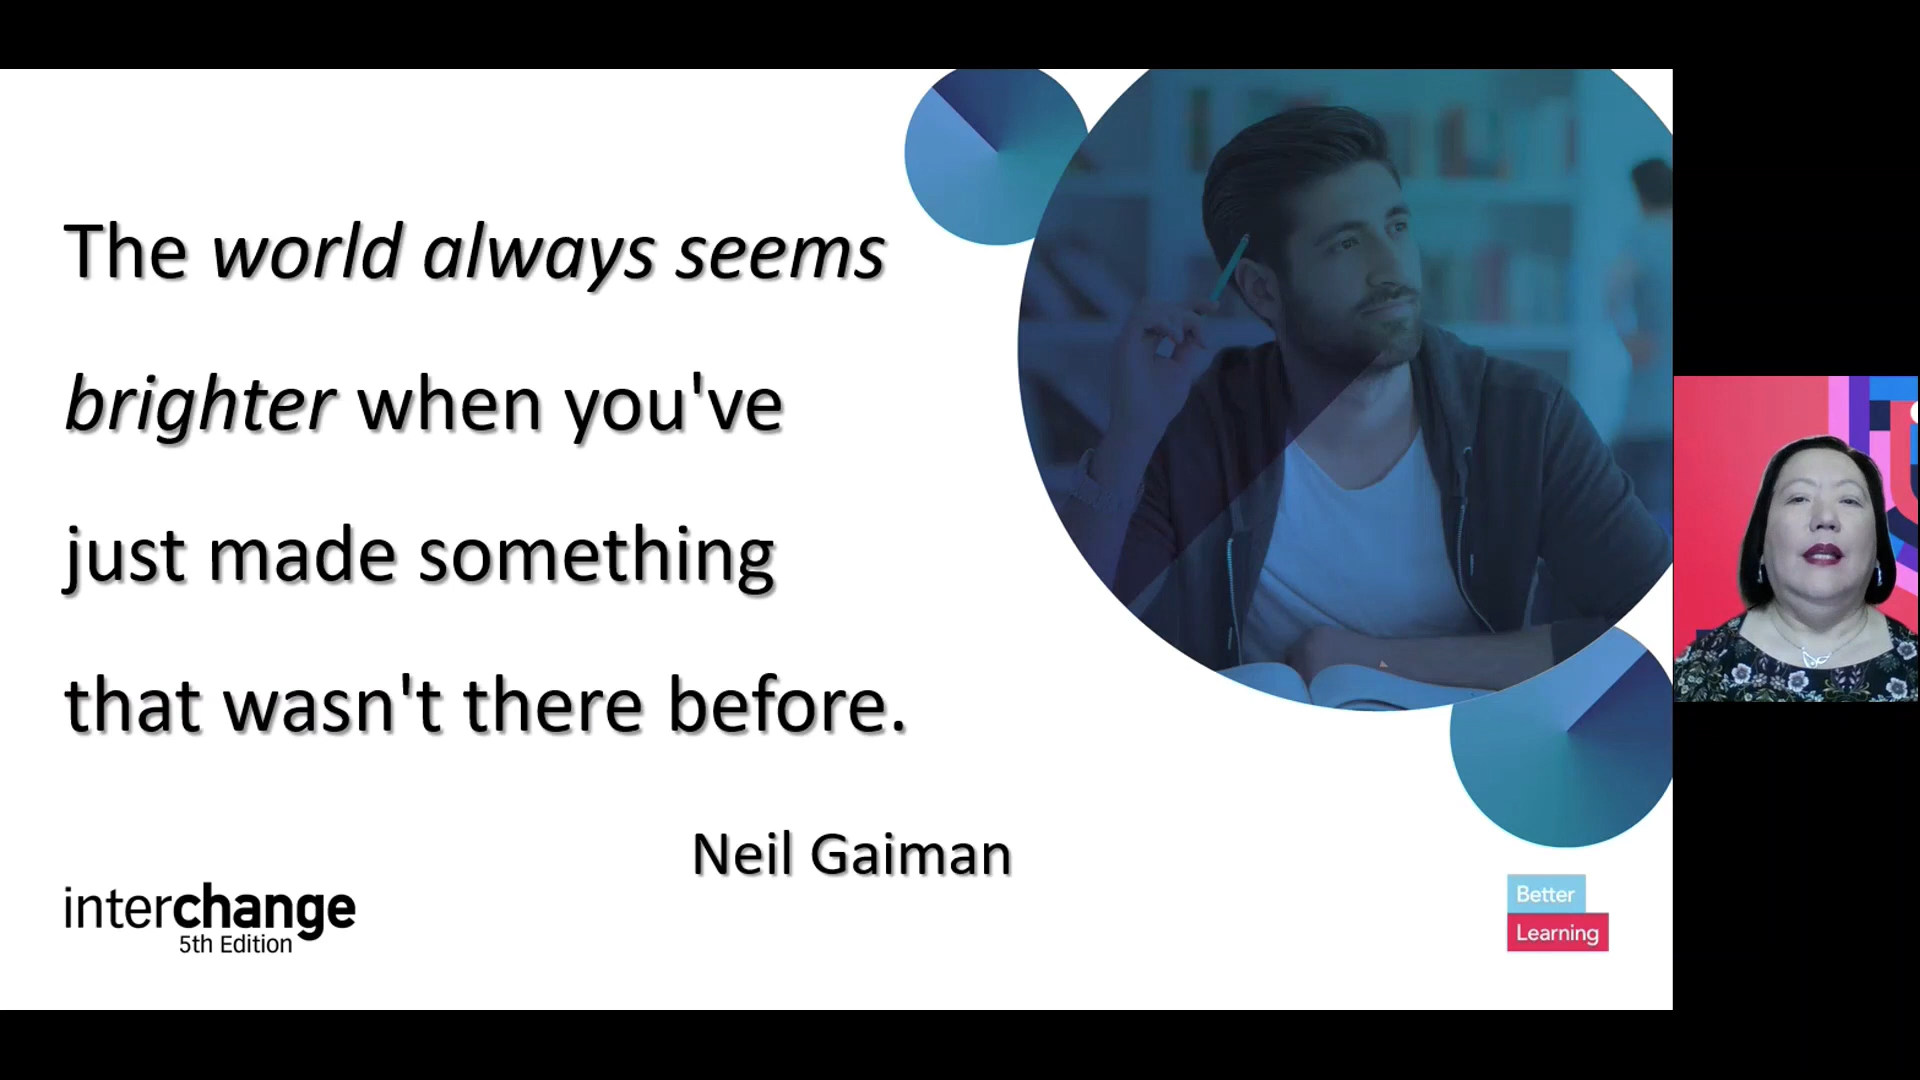 The world always seems
brighter when you've
just made something
that wasn't there before.
Neil Gaiman
interchange
5th Edition
Better
Learning